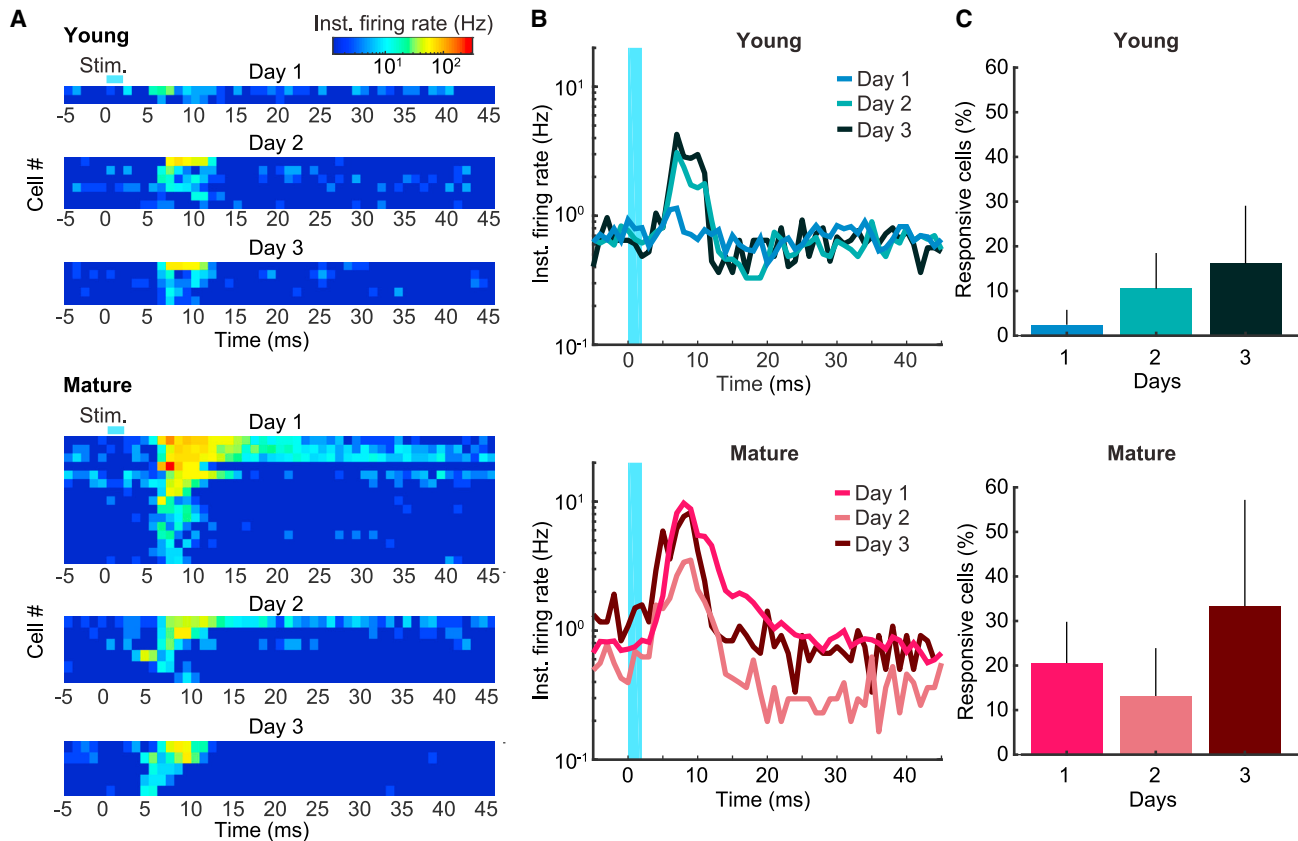 A
Young
Inst. firing rate (Hz)
10¹ 10²
Stim.
Day 1
-5 0 5 10 15 20 25 30 35 40 45
Day 2
Cell #
-5 0 5 10 15 20 25 30 35 40 45
Day 3
-5 0 5 10 15 20 25 30 35 40 45
Time (ms)
Mature
Stim.
Day 1
-5 0 5 10 15 20 25 30 35 40 45
Day 2
Cell #
-5 0 5 10 15 20 25 30 35 40 45
Day 3
-5 0 5 10 15 20 25 30 35 40 45
Time (ms)
B
Young
Day 1
Day 2
Day 3
Inst. firing rate (Hz)
10¹
10⁰
10⁻¹
0 10 20 30 40
Time (ms)
Mature
Day 1
Day 2
Day 3
Inst. firing rate (Hz)
10¹
10⁰
10⁻¹
0 10 20 30 40
Time (ms)
C
Young
Responsive cells (%)
60
50
40
30
20
10
0
1 2 3
Days
Mature
Responsive cells (%)
60
50
40
30
20
10
0
1 2 3
Days